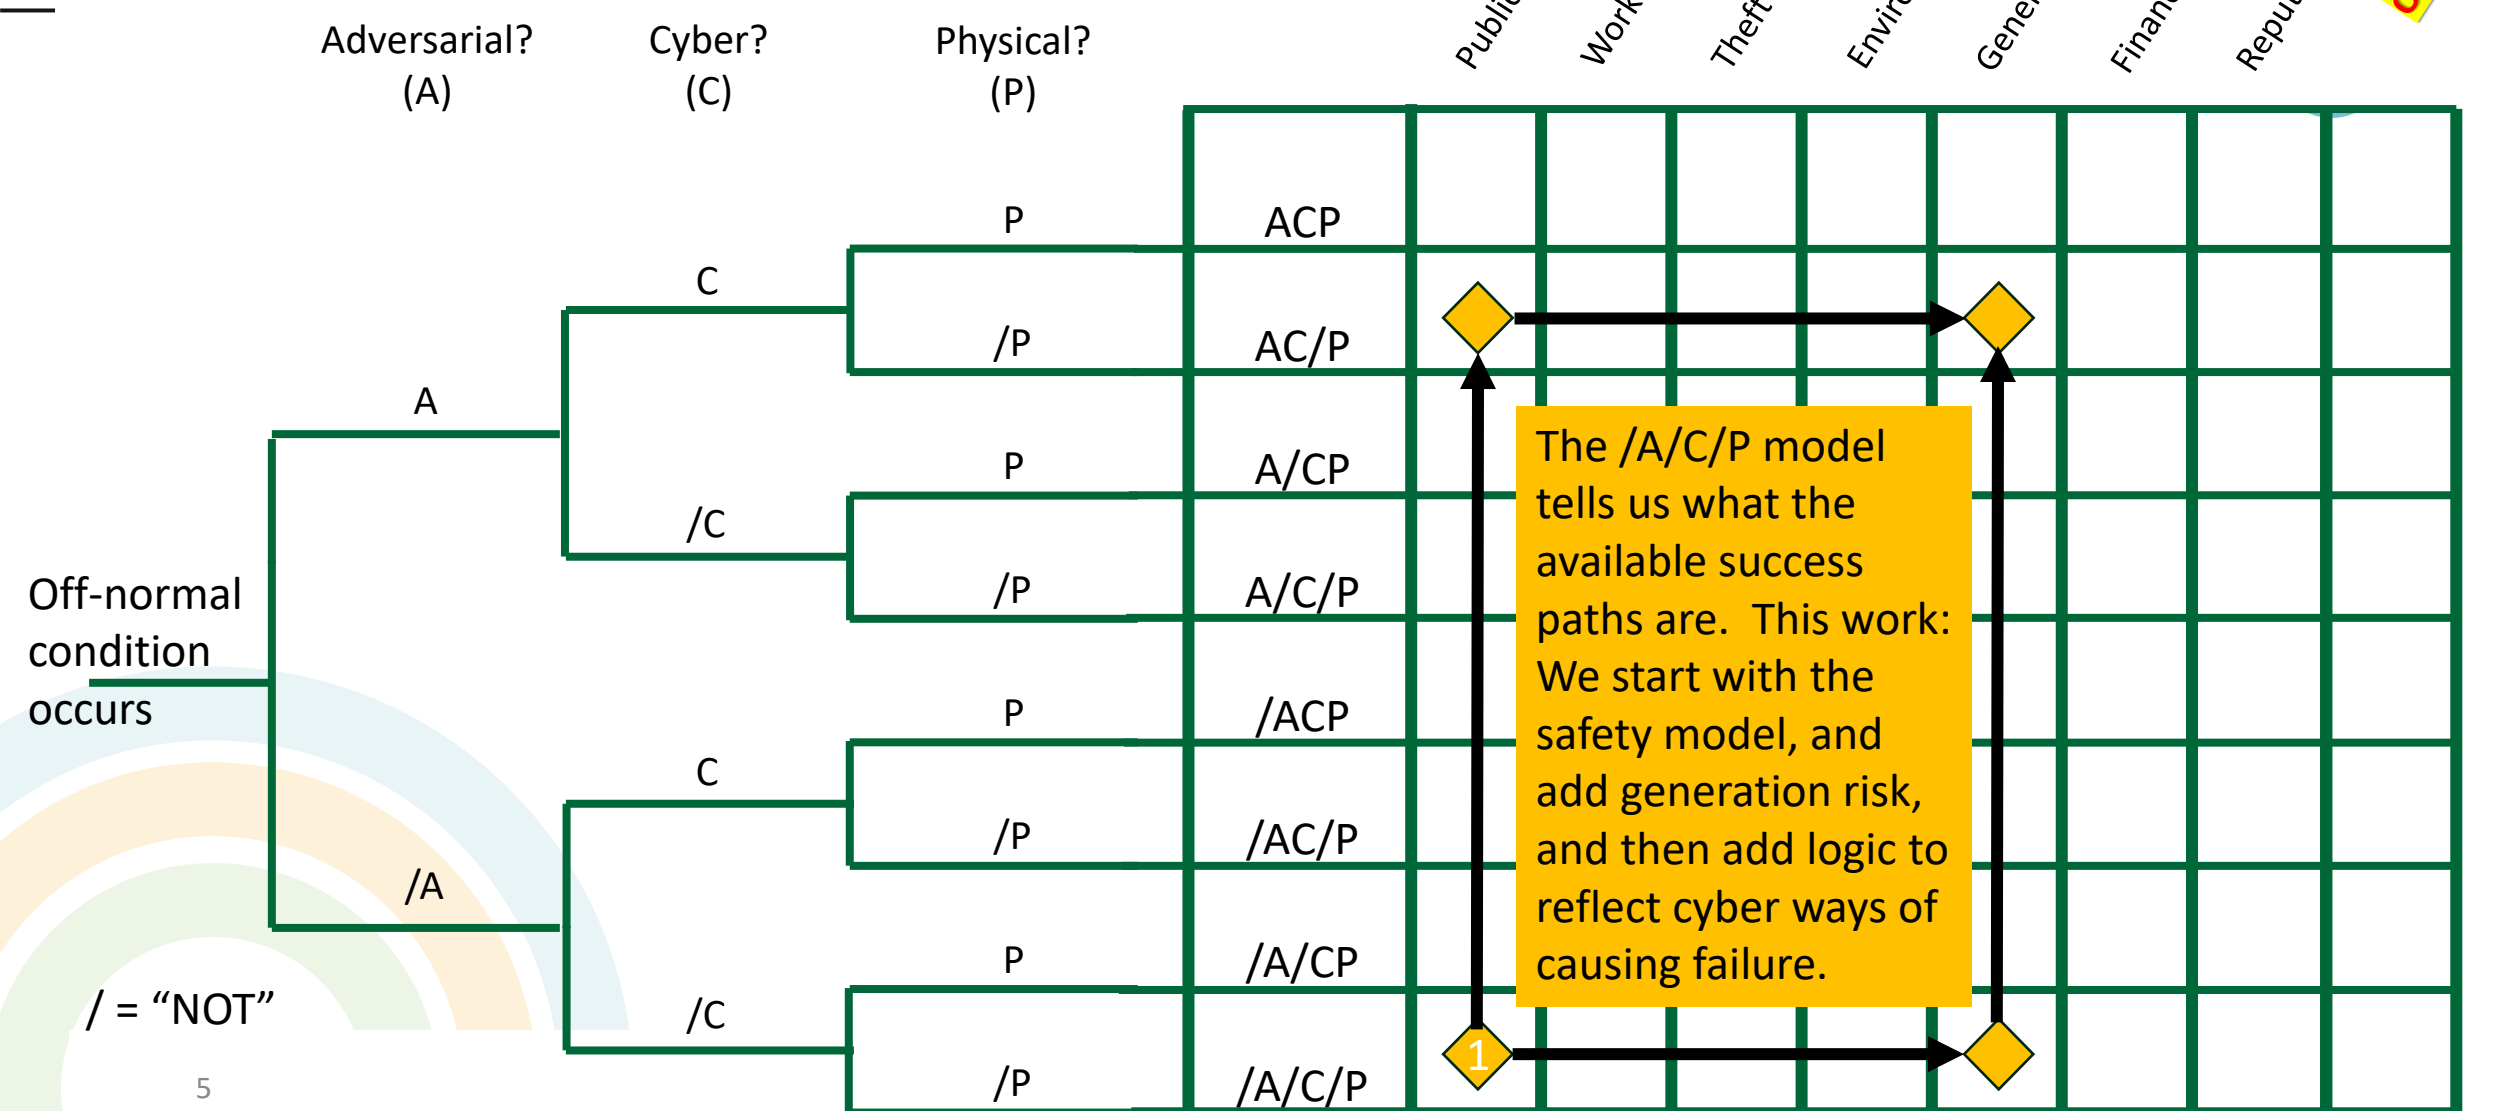 Adversarial?
(A)
Cyber?
(C)
Physical?
(P)
P
ACP
C
/P
AC/P
A
P
A/CP
/C
/P
A/C/P
Off-normal
condition
occurs
P
/ACP
C
/P
/AC/P
/A
P
/A/CP
/C
/P
/A/C/P
The /A/C/P model
tells us what the
available success
paths are. This work:
We start with the
safety model, and
add generation risk,
and then add logic to
reflect cyber ways of
causing failure.
1
/ = “NOT”
5